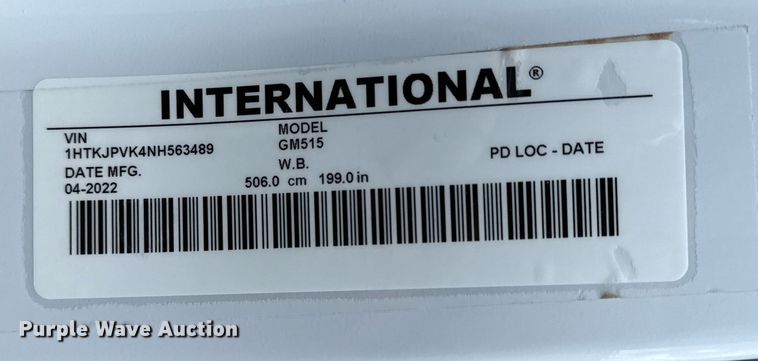 INTERNATIONAL®
VIN
1HTKJPVK4NH563489
MODEL
GM515
DATE MFG.
04-2022
W.B.
506.0 cm 199.0 in
PD LOC - DATE
Purple Wave Auction